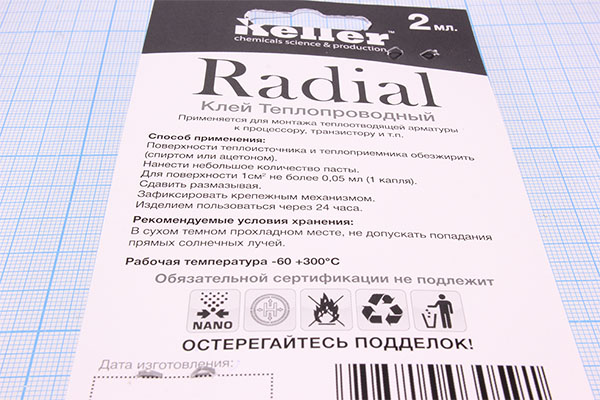 Keller
2 мл.
chemicals science & production
Radial
Клей Теплопроводный
Применяется для монтажа теплоотводящей арматуры
к процессору, транзистору и т.п.
Способ применения:
Поверхности теплоисточника и теплоприемника обезжирить
(спиртом или ацетоном).
Нанести небольшое количество пасты.
Для поверхности 1см² не более 0,05 мл (1 капля).
Сдавить размазывая.
Зафиксировать крепежным механизмом.
Изделием пользоваться через 24 часа.
Рекомендуемые условия хранения:
В сухом темном прохладном месте, не допускать попадания
прямых солнечных лучей.
Рабочая температура -60 +300°С
Обязательной сертификации не подлежит
NANO
ОСТЕРЕГАЙТЕСЬ ПОДДЕЛОК!
Дата изготовления: